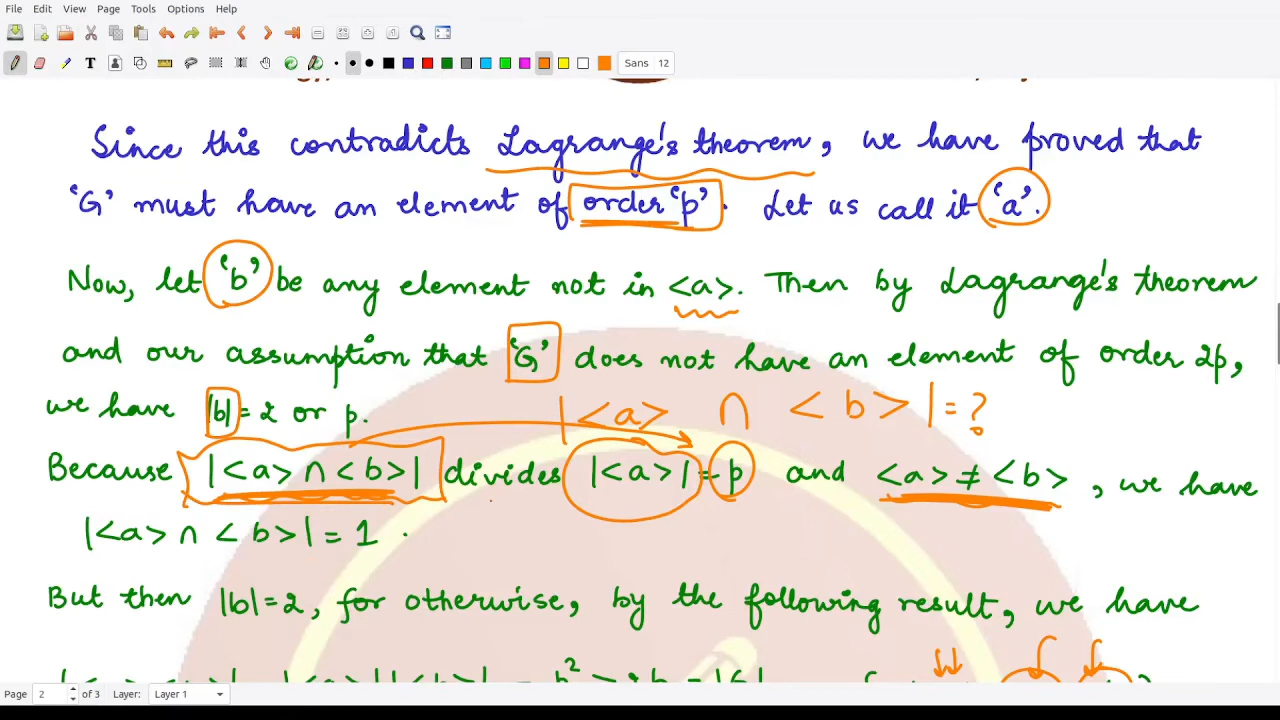 File Edit View Page Tools Options Help
Sans 12
Since this contradicts Lagrange's theorem, we have proved that
'G' must have an element of order 'p'. Let us call it 'a'.
Now, let 'b' be any element not in <a>. Then by Lagrange's theorem
and our assumption that 'G' does not have an element of order 2p,
we have |b| = 2 or p. |<a> ∩ <b>| = ?
Because |<a> ∩ <b>| divides |<a>| = p and <a> ≠ <b>, we have
|<a> ∩ <b>| = 1.
But then |b|=2, for otherwise, by the following result, we have
Page 2 of 3 Layer: Layer 1